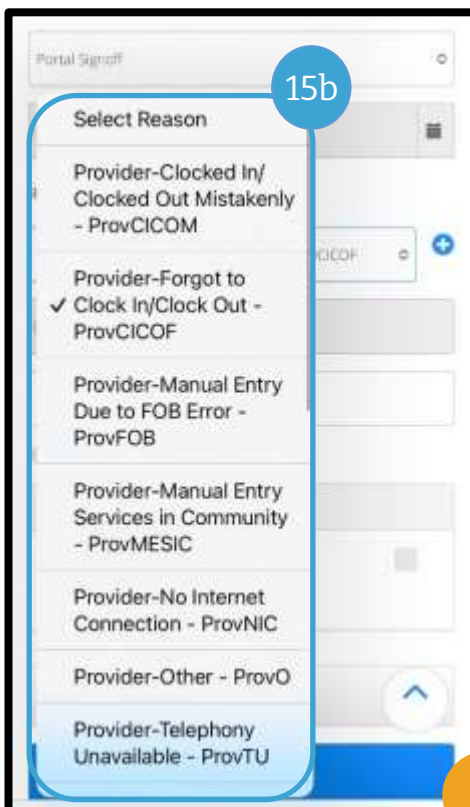 Portal Signoff
15b
Select Reason
Provider-Clocked In/
Clocked Out Mistakenly
- ProvCICOM
CICOF
Provider-Forgot to
✓ Clock In/Clock Out -
ProvCICOF
Provider-Manual Entry
Due to FOB Error -
ProvFOB
Provider-Manual Entry
Services in Community
- ProvMESIC
Provider-No Internet
Connection - ProvNIC
Provider-Other - ProvO
Provider-Telephony
Unavailable - ProvTU